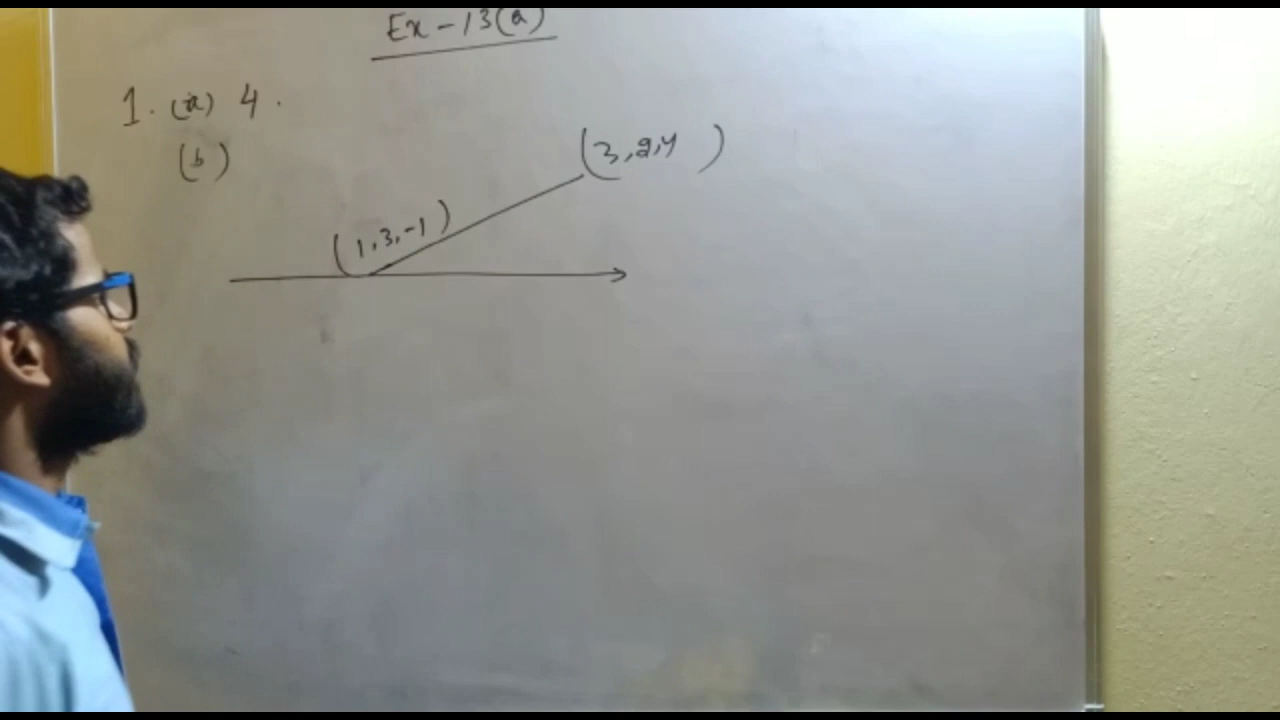 Ex - 13(a)
1. (a) 4.
(b)
(3,2,4)
(1,3,-1)